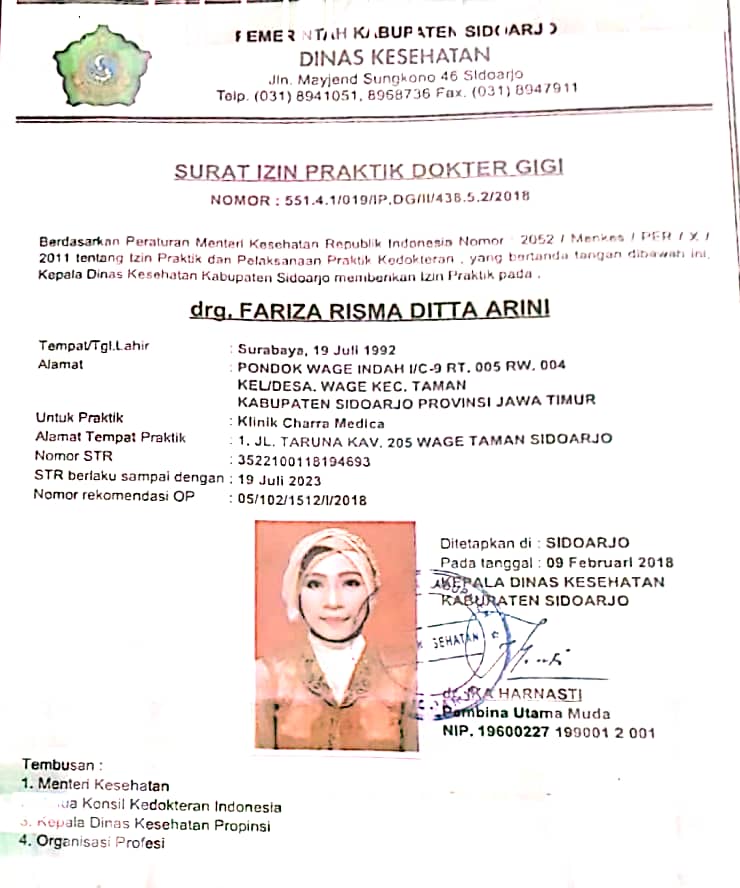 PEMERINTAH KABUPATEN SIDOARJO
DINAS KESEHATAN
Jln. Mayjend Sungkono 46 Sidoarjo
Telp. (031) 8941051, 8968736 Fax. (031) 8947911
SURAT IZIN PRAKTIK DOKTER GIGI
NOMOR : 551.4.1/019/IP.DG/II/438.5.2/2018
Berdasarkan Peraturan Menteri Kesehatan Republik Indonesia Nomor : 2052 / Menkes / PER / X /
2011 tentang Izin Praktik dan Pelaksanaan Praktik Kedokteran , yang bertanda tangan dibawah ini,
Kepala Dinas Kesehatan Kabupaten Sidoarjo memberikan Izin Praktik pada .
drg. FARIZA RISMA DITTA ARINI
Tempat/Tgl.Lahir : Surabaya, 19 Juli 1992
Alamat : PONDOK WAGE INDAH I/C-9 RT. 005 RW. 004
KEL/DESA. WAGE KEC. TAMAN
KABUPATEN SIDOARJO PROVINSI JAWA TIMUR
Untuk Praktik : Klinik Charra Medica
Alamat Tempat Praktik : 1. JL. TARUNA KAV. 205 WAGE TAMAN SIDOARJO
Nomor STR : 3522100118194693
STR berlaku sampai dengan : 19 Juli 2023
Nomor rekomendasi OP : 05/102/1512/I/2018
Ditetapkan di : SIDOARJO
Pada tanggal : 09 Februari 2018
KEPALA DINAS KESEHATAN
KABUPATEN SIDOARJO
SEHATAN
HARNASTI
Pembina Utama Muda
NIP. 19600227 199001 2 001
Tembusan :
1. Menteri Kesehatan
Konsil Kedokteran Indonesia
3. Kepala Dinas Kesehatan Propinsi
4. Organisasi Profesi